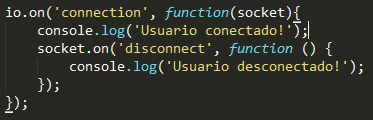 io.on('connection', function(socket){
    console.log('Usuario conectado!');
    socket.on('disconnect', function () {
        console.log('Usuario desconectado!');
    });
});